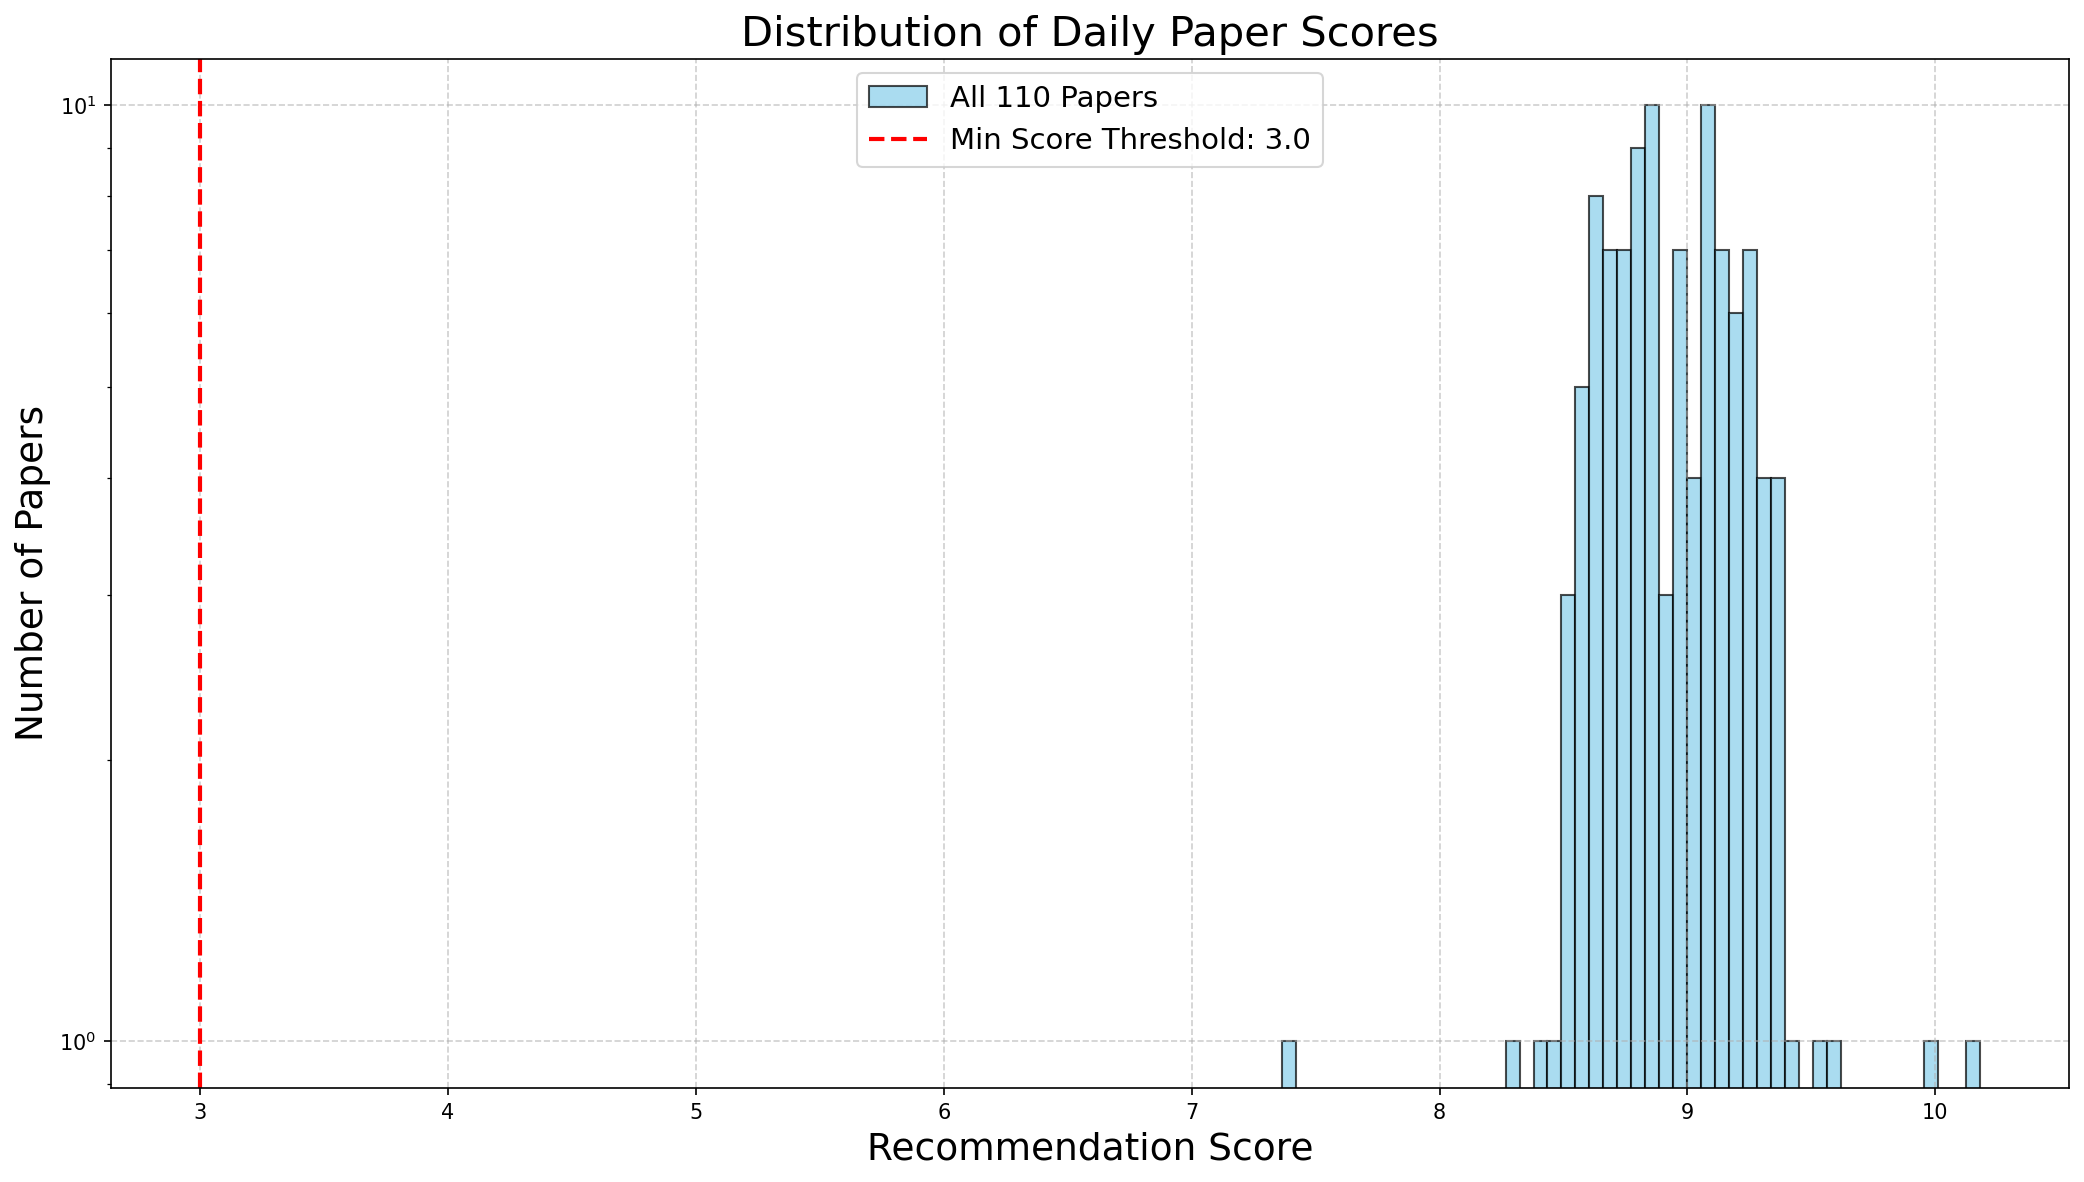 Distribution of Daily Paper Scores
All 110 Papers
Min Score Threshold: 3.0
Number of Papers
10¹
10⁰
3 4 5 6 7 8 9 10
Recommendation Score